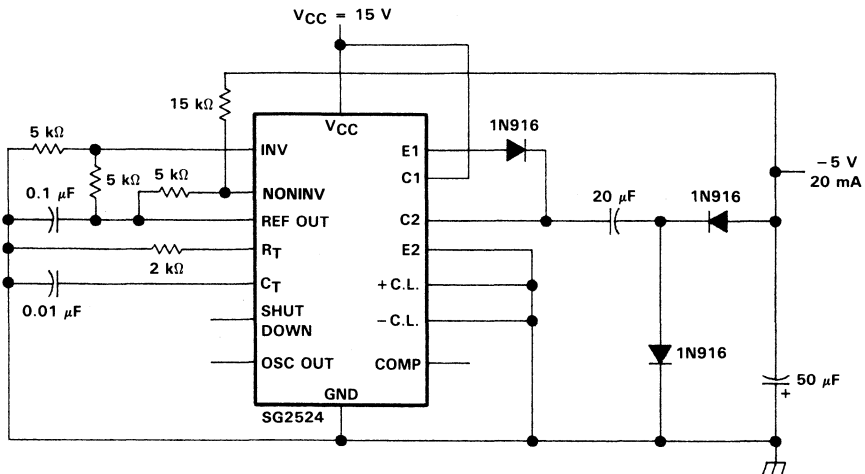 VCC = 15 V
15 kΩ
VCC
5 kΩ
INV
E1
1N916
C1
5 kΩ
5 kΩ
NONINV
−5 V
20 mA
0.1 µF
REF OUT
C2
20 µF
1N916
RT
E2
2 kΩ
CT
+ C.L.
0.01 µF
SHUT
DOWN
− C.L.
1N916
OSC OUT
COMP
50 µF
+
GND
SG2524